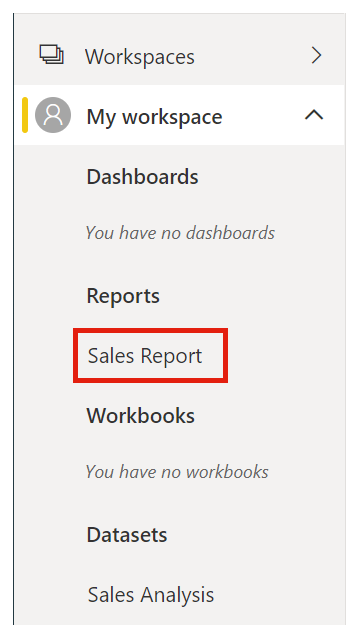 Workspaces
My workspace
Dashboards
You have no dashboards
Reports
Sales Report
Workbooks
You have no workbooks
Datasets
Sales Analysis